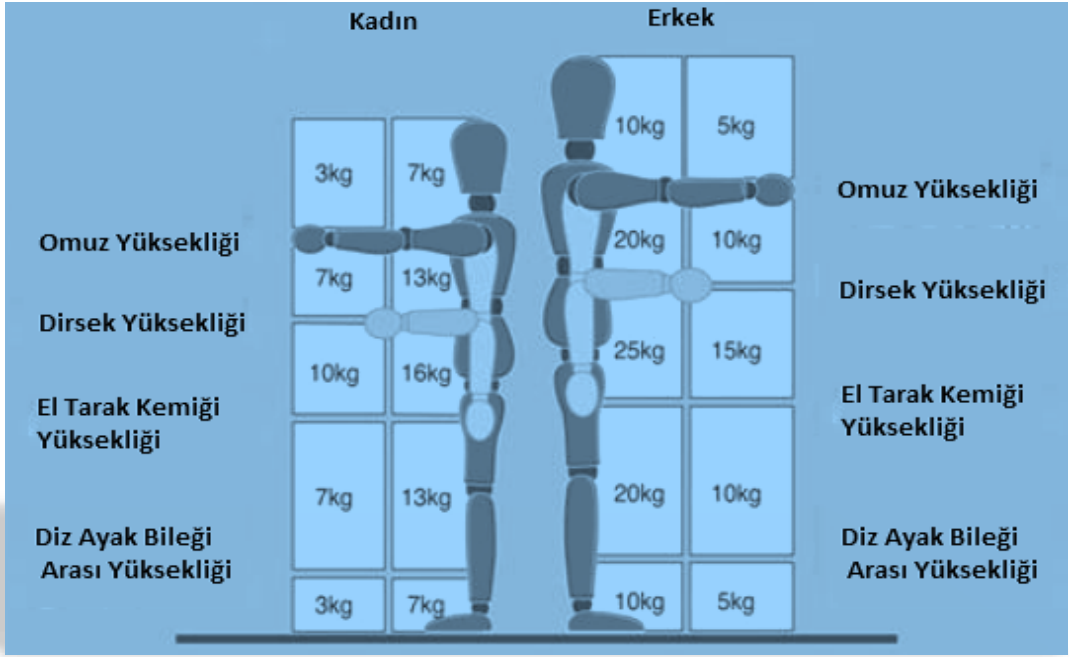 Kadın
Erkek
3kg 7kg
10kg 5kg
Omuz Yüksekliği
Omuz Yüksekliği
7kg 13kg
20kg 10kg
Dirsek Yüksekliği
Dirsek Yüksekliği
10kg 16kg
25kg 15kg
El Tarak Kemiği
Yüksekliği
El Tarak Kemiği
Yüksekliği
7kg 13kg
20kg 10kg
Diz Ayak Bileği
Arası Yüksekliği
Diz Ayak Bileği
Arası Yüksekliği
3kg 7kg
10kg 5kg